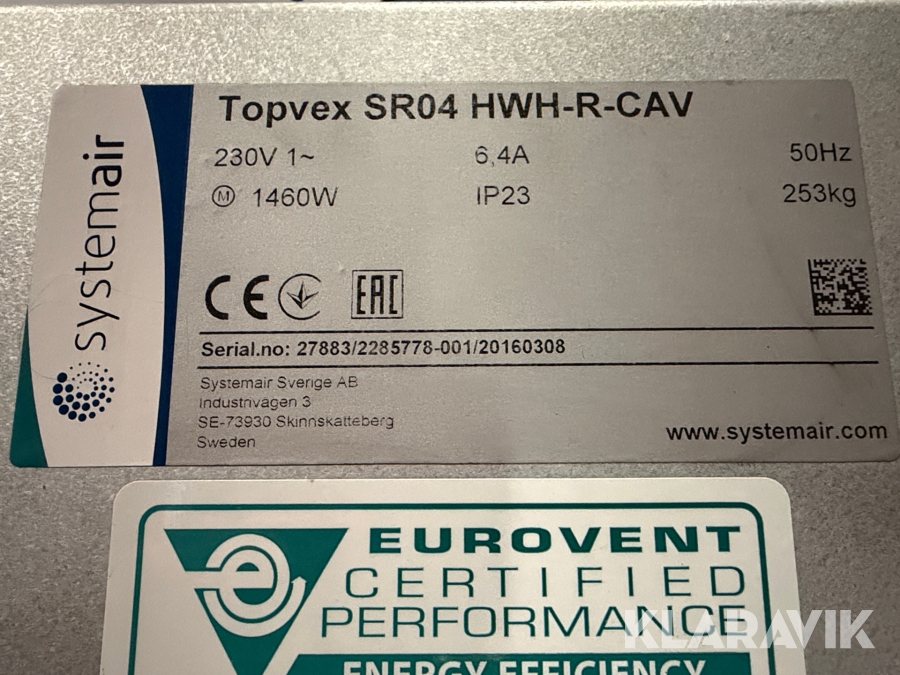 Topvex SR04 HWH-R-CAV
230V 1~ 6,4A 50Hz
M 1460W IP23 253kg
systemair
CE EAC
Serial.no: 27883/2285778-001/20160308
Systemair Sverige AB
Industrivägen 3
SE-73930 Skinnskatteberg
Sweden
www.systemair.com
EUROVENT
CERTIFIED
PERFORMANCE
KLARAVIK
ENERGY EFFICIENCY